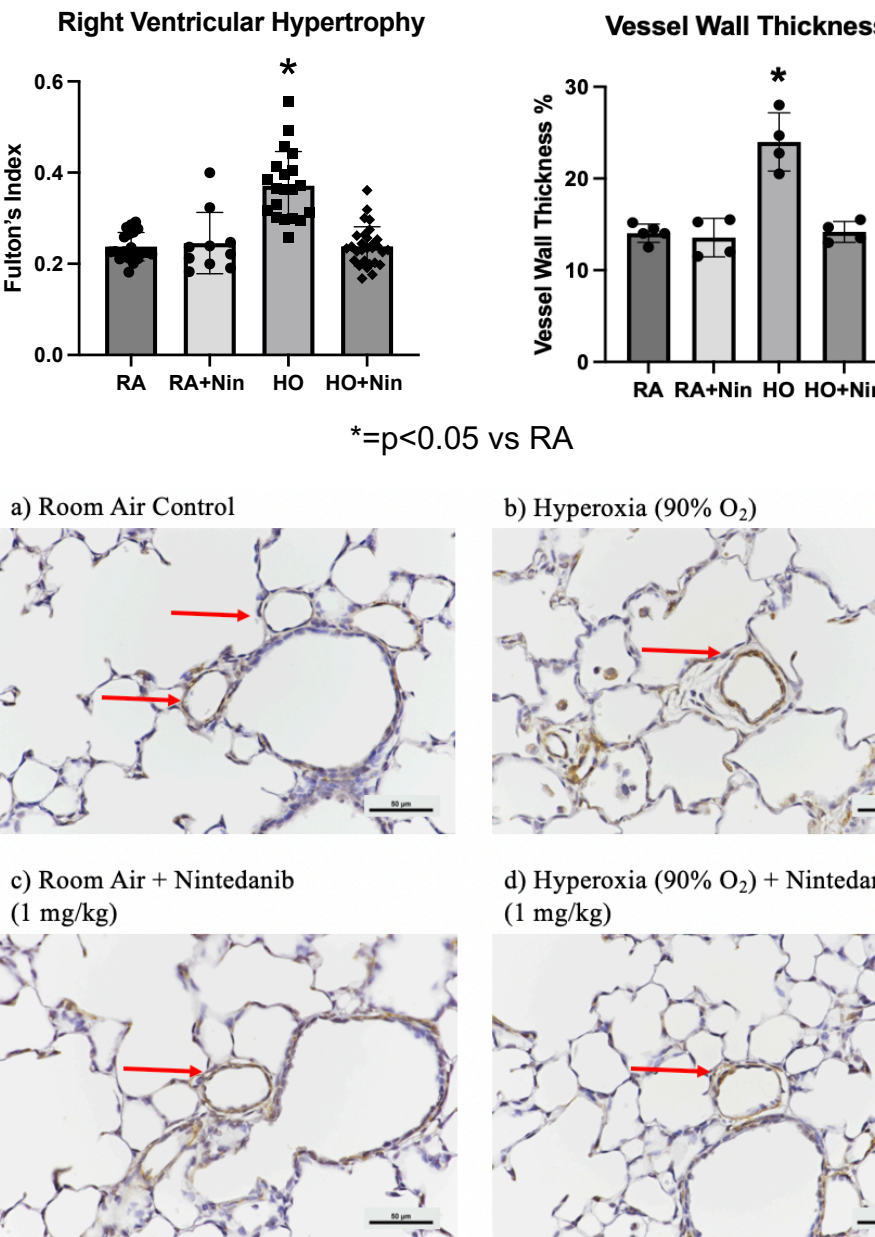 Right Ventricular Hypertrophy
Vessel Wall Thickness
*
*
0.6
0.4
0.2
0.0
Fulton's Index
RA RA+Nin HO HO+Nin
30
20
10
0
Vessel Wall Thickness %
RA RA+Nin HO HO+Nin
*=p<0.05 vs RA
a) Room Air Control
b) Hyperoxia (90% O₂)
50 µm
c) Room Air + Nintedanib
(1 mg/kg)
d) Hyperoxia (90% O₂) + Nintedan
(1 mg/kg)
50 µm